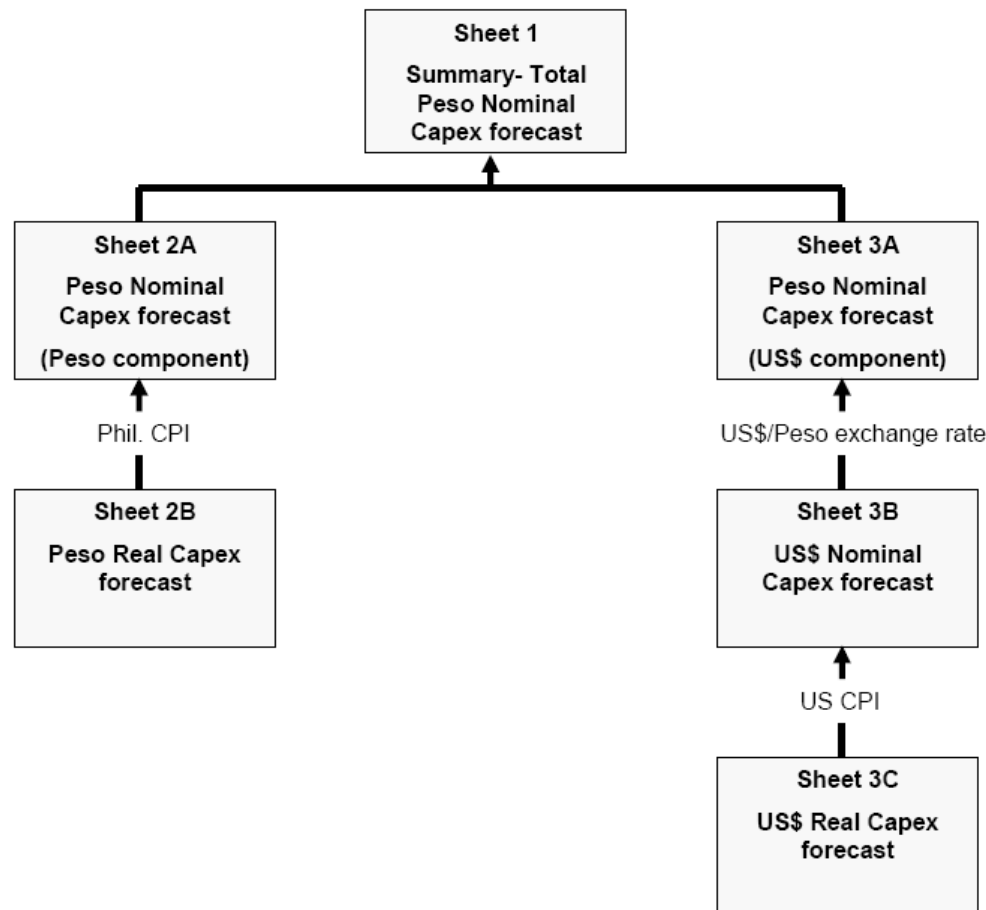 Sheet 1
Summary- Total
Peso Nominal
Capex forecast
Sheet 2A
Peso Nominal
Capex forecast
(Peso component)
Sheet 3A
Peso Nominal
Capex forecast
(US$ component)
Phil. CPI
US$/Peso exchange rate
Sheet 2B
Peso Real Capex
forecast
Sheet 3B
US$ Nominal
Capex forecast
US CPI
Sheet 3C
US$ Real Capex
forecast